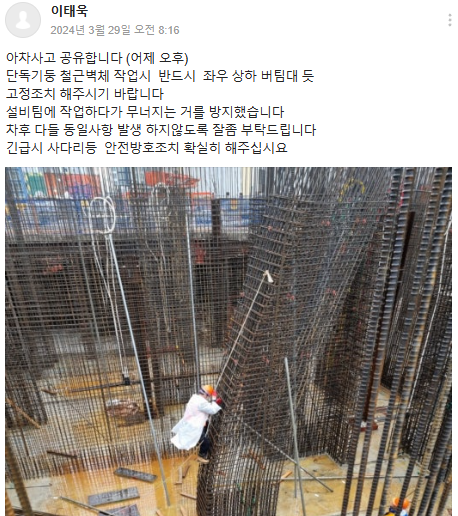 이태욱
2024년 3월 29일 오전 8:16
아차사고 공유합니다 (어제 오후)
단독기둥 철근벽체 작업시 반드시 좌우 상하 버팀대 듯
고정조치 해주시기 바랍니다
설비팀에 작업하다가 무너지는 거를 방지했습니다
차후 다들 동일사항 발생 하지않도록 잘좀 부탁드립니다
긴급시 사다리등 안전방호조치 확실히 해주십시요